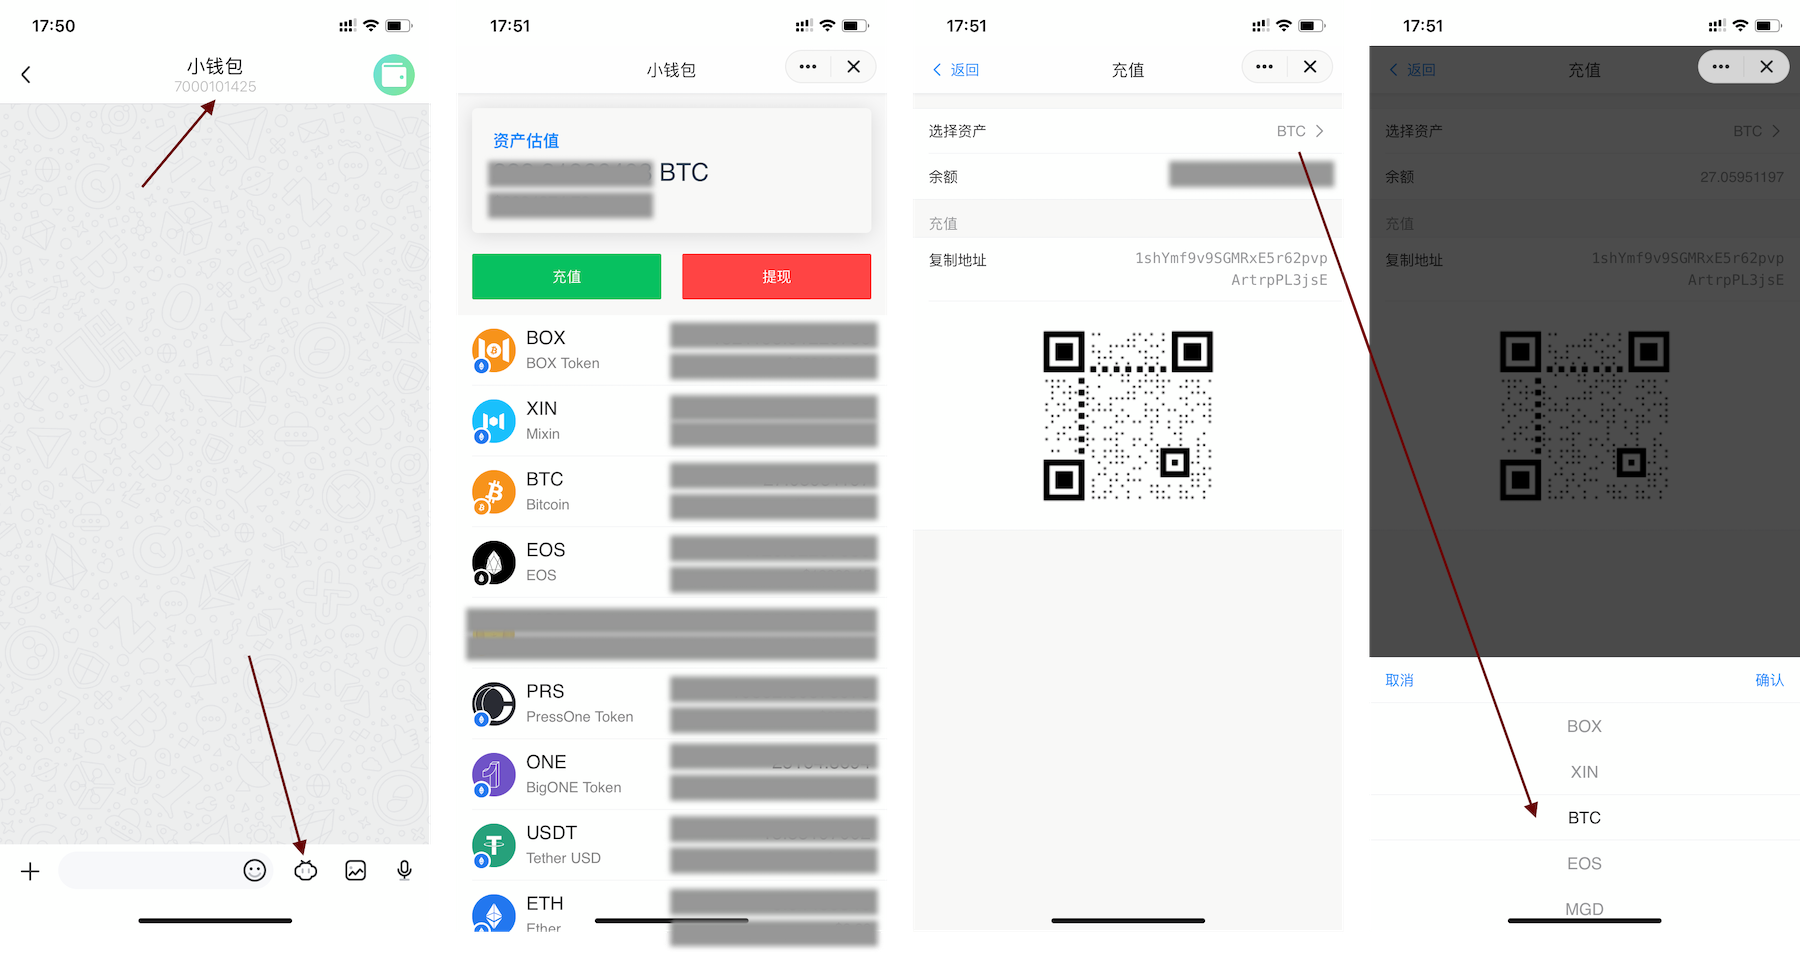 17:50
小钱包
7000101425
17:51
小钱包
资产估值
BTC
充值
提现
BOX
BOX Token
XIN
Mixin
BTC
Bitcoin
EOS
EOS
PRS
PressOne Token
ONE
BigONE Token
USDT
Tether USD
ETH
Ether
17:51
返回
充值
选择资产
BTC
余额
充值
复制地址
1shYmf9v9SGMRxE5r62pvp
ArtrpPL3jsE
17:51
返回
充值
选择资产
BTC
余额
27.05951197
充值
复制地址
1shYmf9v9SGMRxE5r62pvp
ArtrpPL3jsE
取消
确认
BOX
XIN
BTC
EOS
MGD